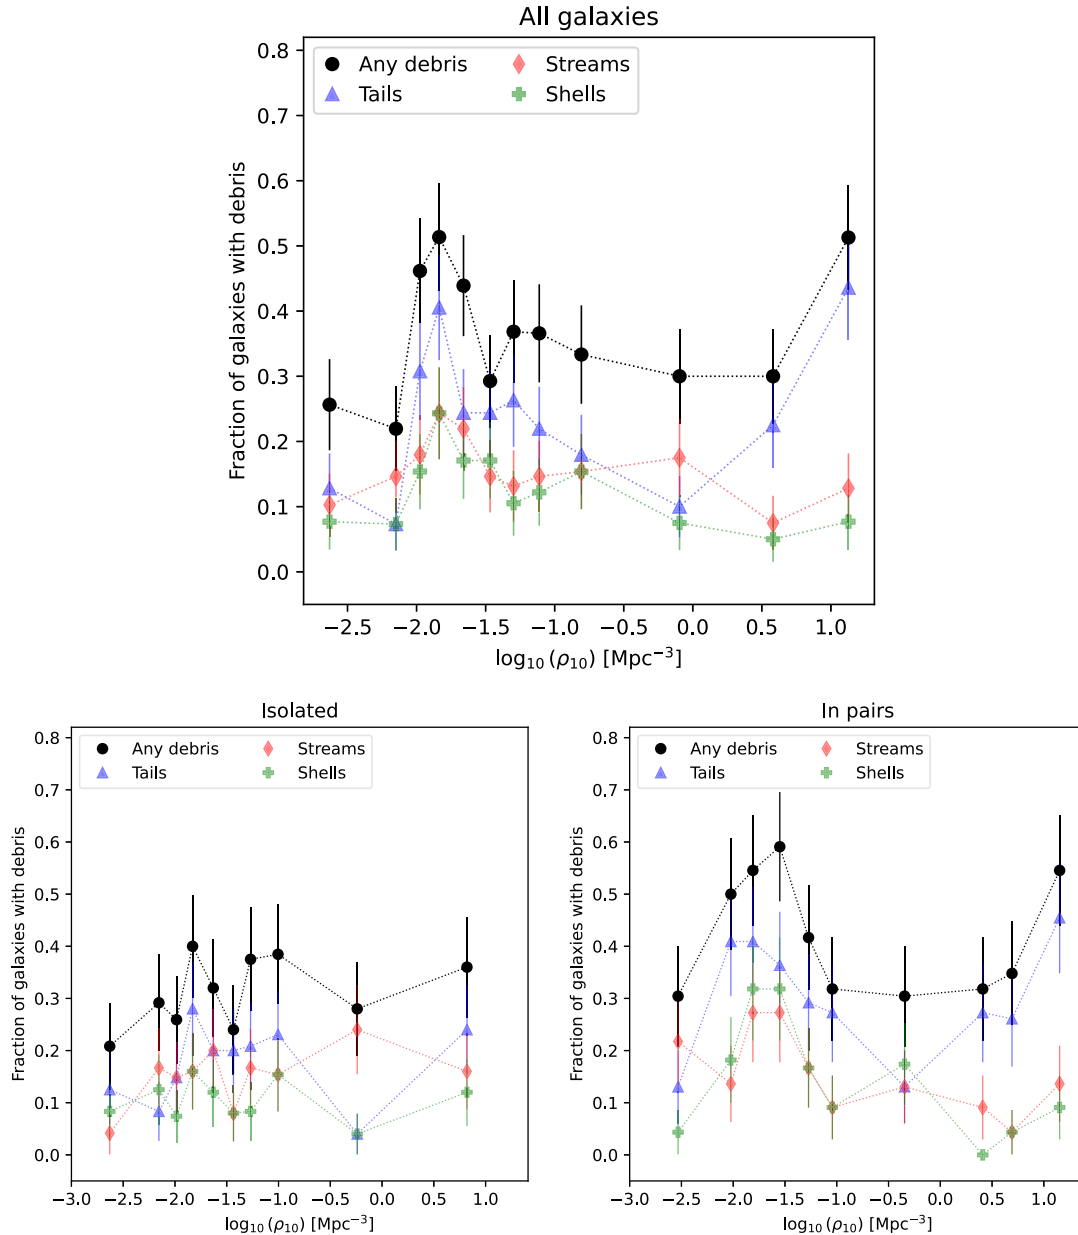 All galaxies
Any debris
Tails
Streams
Shells
0.8
0.7
0.6
0.5
0.4
0.3
0.2
0.1
0.0
Fraction of galaxies with debris
−2.5 −2.0 −1.5 −1.0 −0.5 0.0 0.5 1.0
log₁₀(ρ₁₀) [Mpc⁻³]
Isolated
Any debris
Tails
Streams
Shells
0.8
0.7
0.6
0.5
0.4
0.3
0.2
0.1
0.0
Fraction of galaxies with debris
−3.0 −2.5 −2.0 −1.5 −1.0 −0.5 0.0 0.5 1.0
log₁₀(ρ₁₀) [Mpc⁻³]
In pairs
Any debris
Tails
Streams
Shells
0.8
0.7
0.6
0.5
0.4
0.3
0.2
0.1
0.0
Fraction of galaxies with debris
−3.0 −2.5 −2.0 −1.5 −1.0 −0.5 0.0 0.5 1.0
log₁₀(ρ₁₀) [Mpc⁻³]